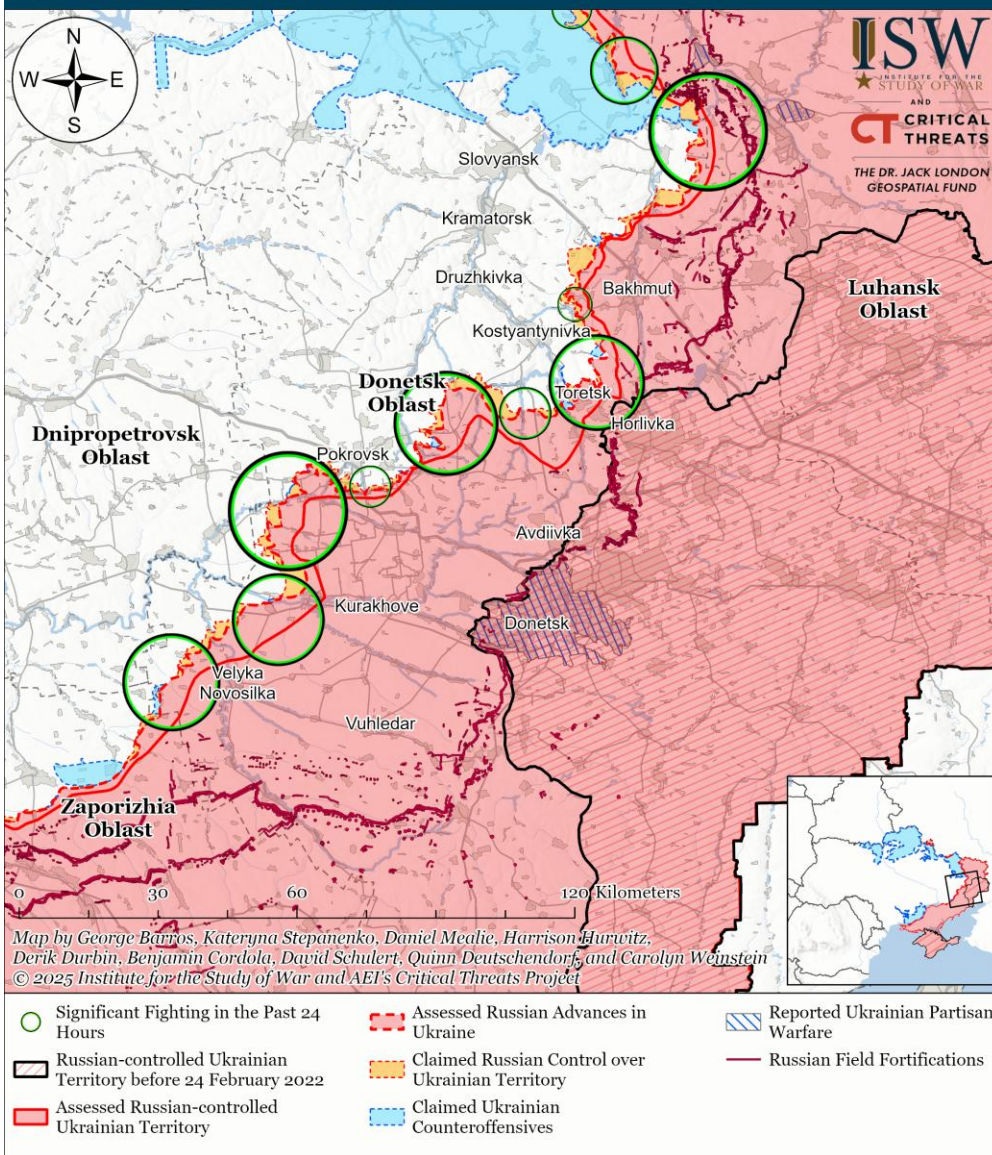 N
W
E
S
ISW
INSTITUTE FOR THE
STUDY OF WAR
AND
CT CRITICAL
THREATS
THE DR. JACK LONDON
GEOSPATIAL FUND
Slovyansk
Kramatorsk
Druzhkivka
Bakhmut
Luhansk
Oblast
Kostyantynivka
Donetsk
Oblast
Toretsk
Horlivka
Dnipropetrovsk
Oblast
Pokrovsk
Avdiivka
Kurakhove
Donetsk
Velyka
Novosilka
Vuhledar
Zaporizhia
Oblast
0 30 60 120 Kilometers
Map by George Barros, Kateryna Stepanenko, Daniel Mealie, Harrison Hurwitz,
Derik Durbin, Benjamin Cordola, David Schulert, Quinn Deutschendorf, and Carolyn Weinstein
© 2025 Institute for the Study of War and AEI's Critical Threats Project
Significant Fighting in the Past 24
Hours
Russian-controlled Ukrainian
Territory before 24 February 2022
Assessed Russian-controlled
Ukrainian Territory
Assessed Russian Advances in
Ukraine
Claimed Russian Control over
Ukrainian Territory
Claimed Ukrainian
Counteroffensives
Reported Ukrainian Partisan
Warfare
Russian Field Fortifications